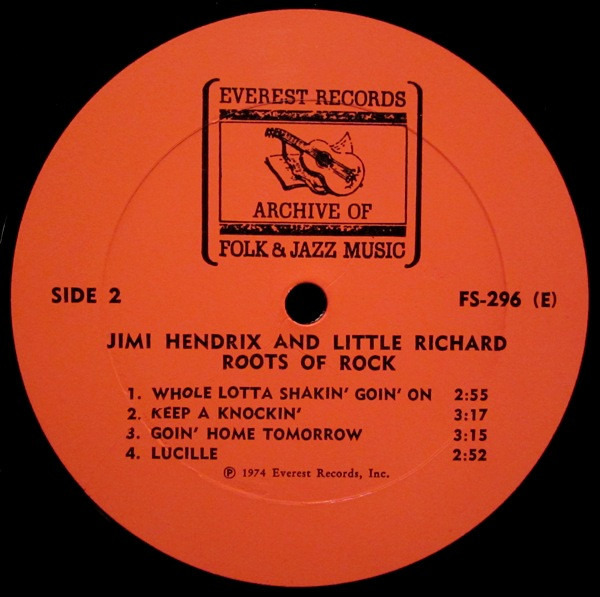 EVEREST RECORDS
ARCHIVE OF
FOLK & JAZZ MUSIC
SIDE 2
FS-296 (E)
JIMI HENDRIX AND LITTLE RICHARD
ROOTS OF ROCK
1. WHOLE LOTTA SHAKIN' GOIN' ON 2:55
2. KEEP A KNOCKIN' 3:17
3. GOIN' HOME TOMORROW 3:15
4. LUCILLE 2:52
℗ 1974 Everest Records, Inc.